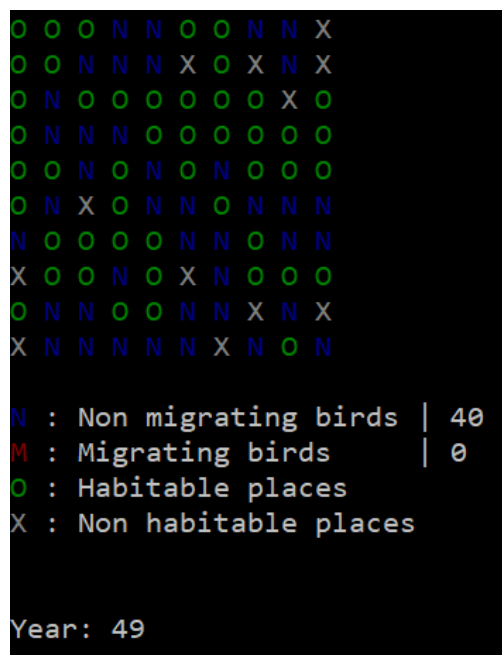 O O O N N O O N N X
O O N N N X O X N X
O N O O O O O O X O
O N N N O O O O O O
O O N O N O N O O O
O N X O N N O N N N
N O O O O N N O N N
X O O N O X N O O O
O N N O O N N X N X
X N N N N N X N O N
N : Non migrating birds | 40
M : Migrating birds | 0
O : Habitable places
X : Non habitable places
Year: 49